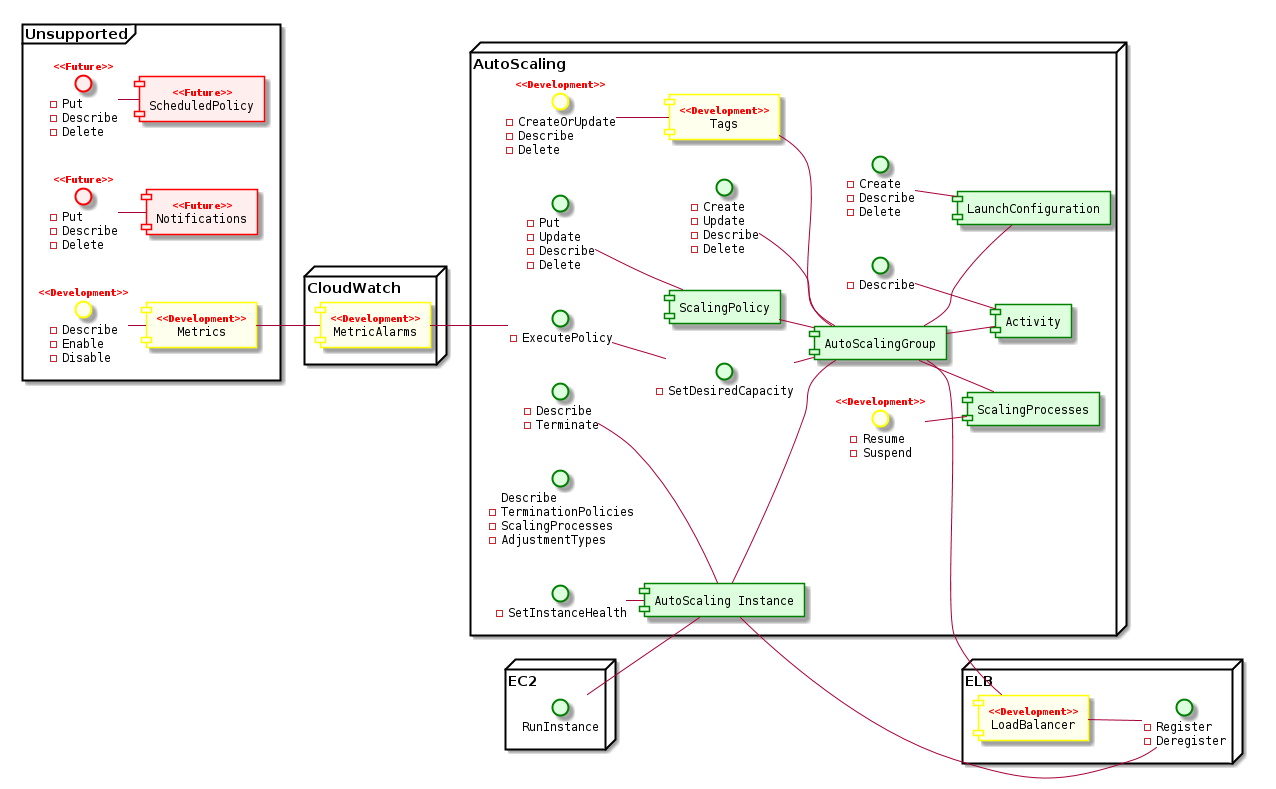 Unsupported
<<Future>>
Put
Describe
Delete
<<Future>>
ScheduledPolicy
<<Future>>
Put
Describe
Delete
<<Future>>
Notifications
<<Development>>
Describe
Enable
Disable
<<Development>>
Metrics
CloudWatch
<<Development>>
MetricAlarms
AutoScaling
<<Development>>
CreateOrUpdate
Describe
Delete
<<Development>>
Tags
Put
Update
Describe
Delete
Create
Update
Describe
Delete
Create
Describe
Delete
LaunchConfiguration
Describe
ScalingPolicy
Activity
ExecutePolicy
AutoScalingGroup
SetDesiredCapacity
Describe
Terminate
<<Development>>
Resume
Suspend
ScalingProcesses
Describe
TerminationPolicies
ScalingProcesses
AdjustmentTypes
SetInstanceHealth
AutoScaling Instance
EC2
RunInstance
ELB
<<Development>>
LoadBalancer
Register
Deregister